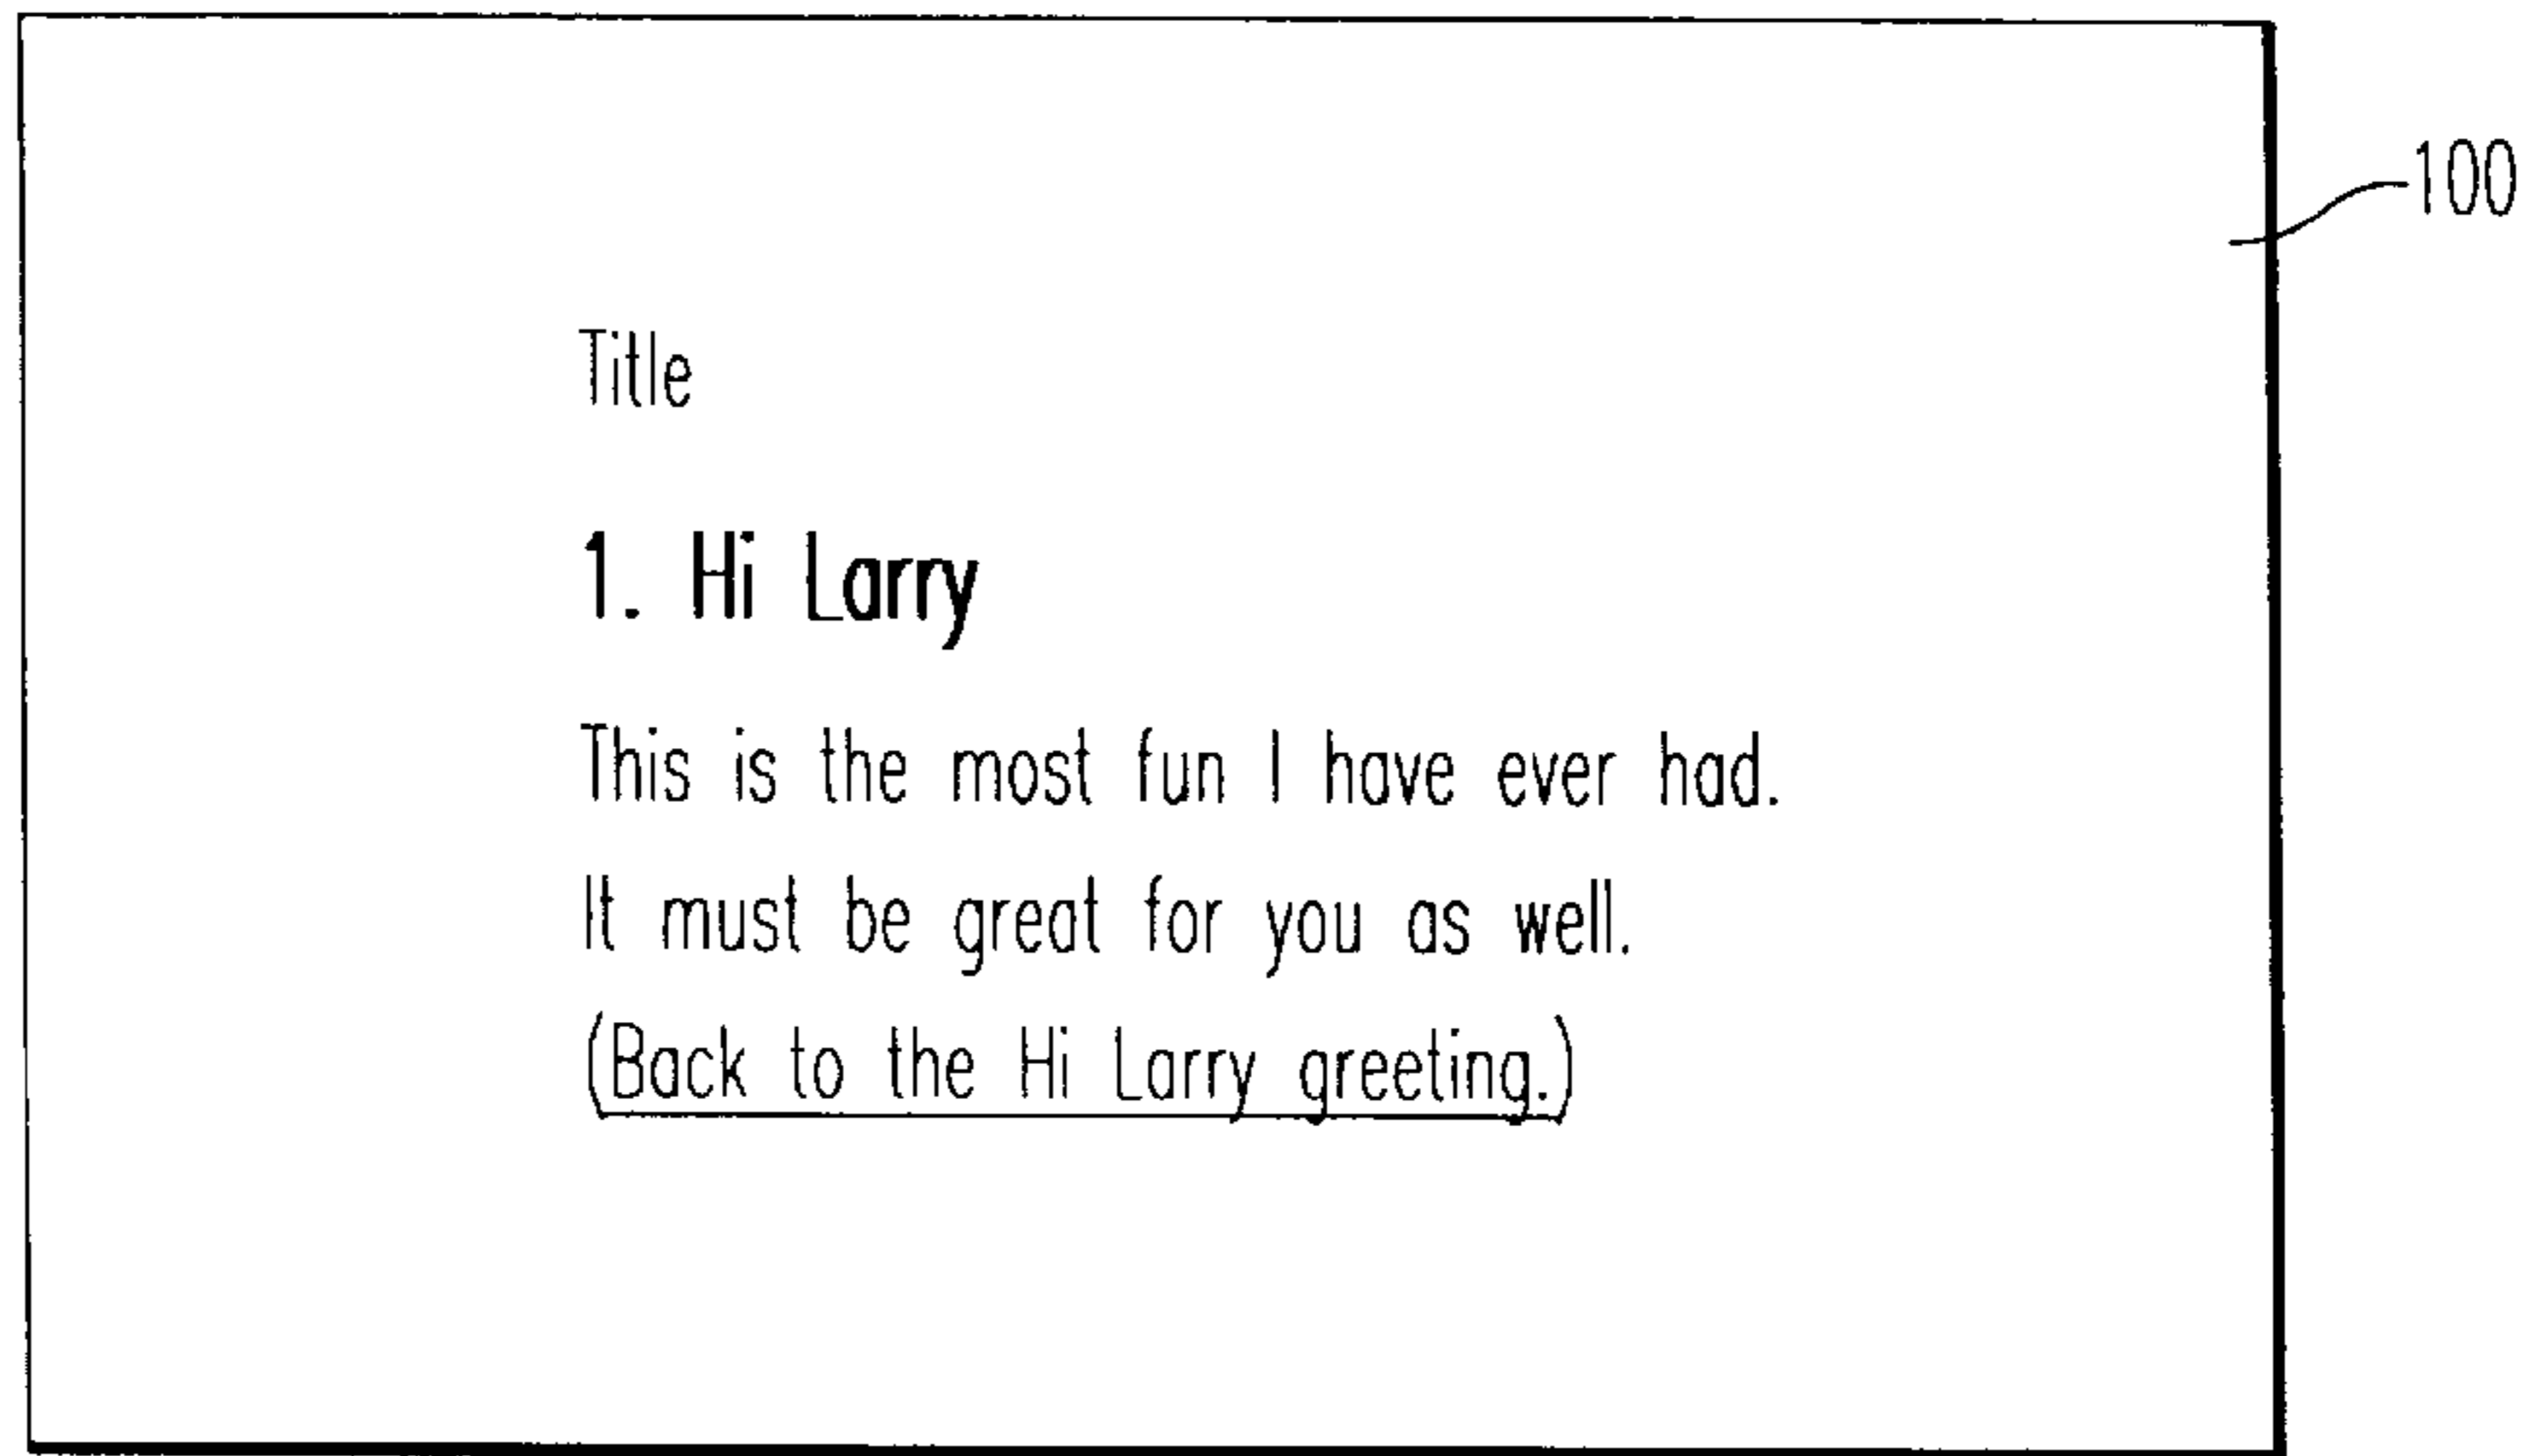 100
Title
1. Hi Larry
This is the most fun I have ever had.
It must be great for you as well.
(Back to the Hi Larry greeting.)